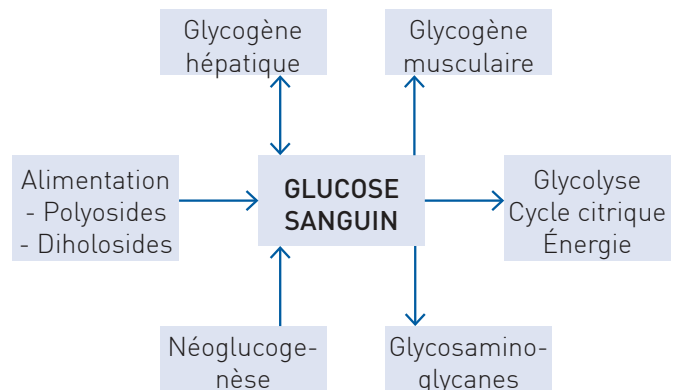 Glycogène
hépatique
Glycogène
musculaire
Alimentation
- Polyosides
- Diholosides
GLUCOSE
SANGUIN
Glycolyse
Cycle citrique
Énergie
Néoglucoge-
nèse
Glycosamino-
glycanes